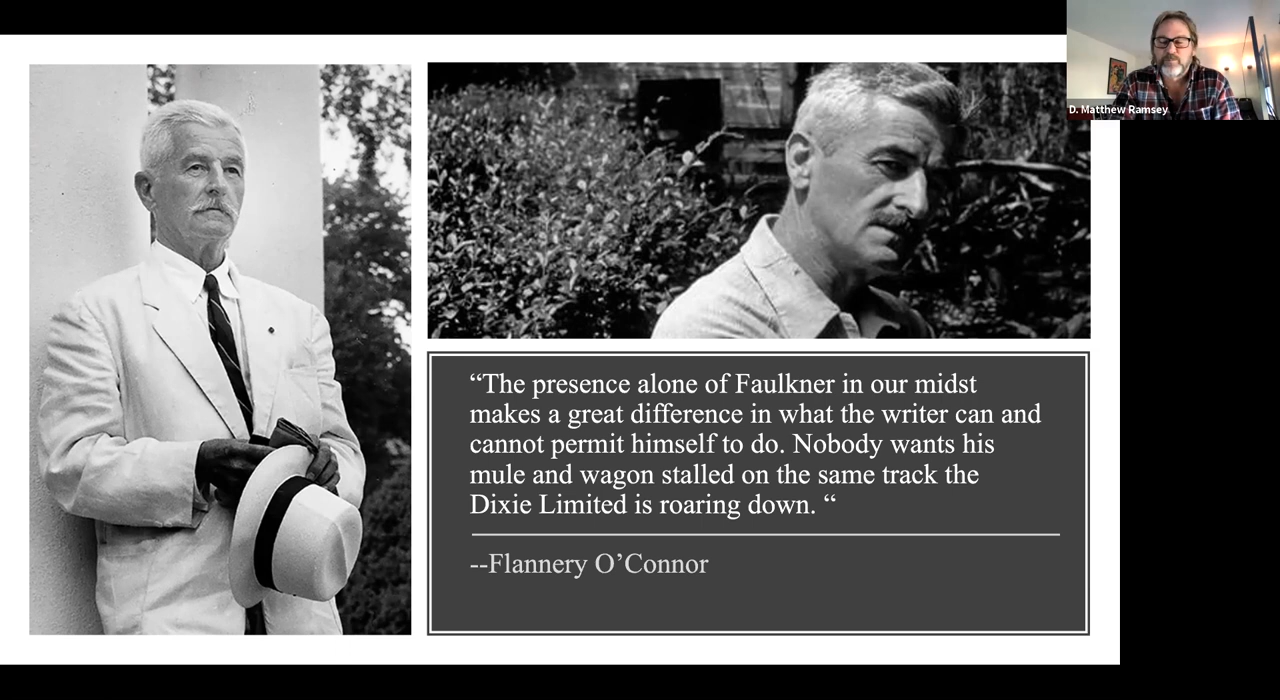 D. Matthew Ramsey
“The presence alone of Faulkner in our midst
makes a great difference in what the writer can and
cannot permit himself to do. Nobody wants his
mule and wagon stalled on the same track the
Dixie Limited is roaring down. “
--Flannery O’Connor